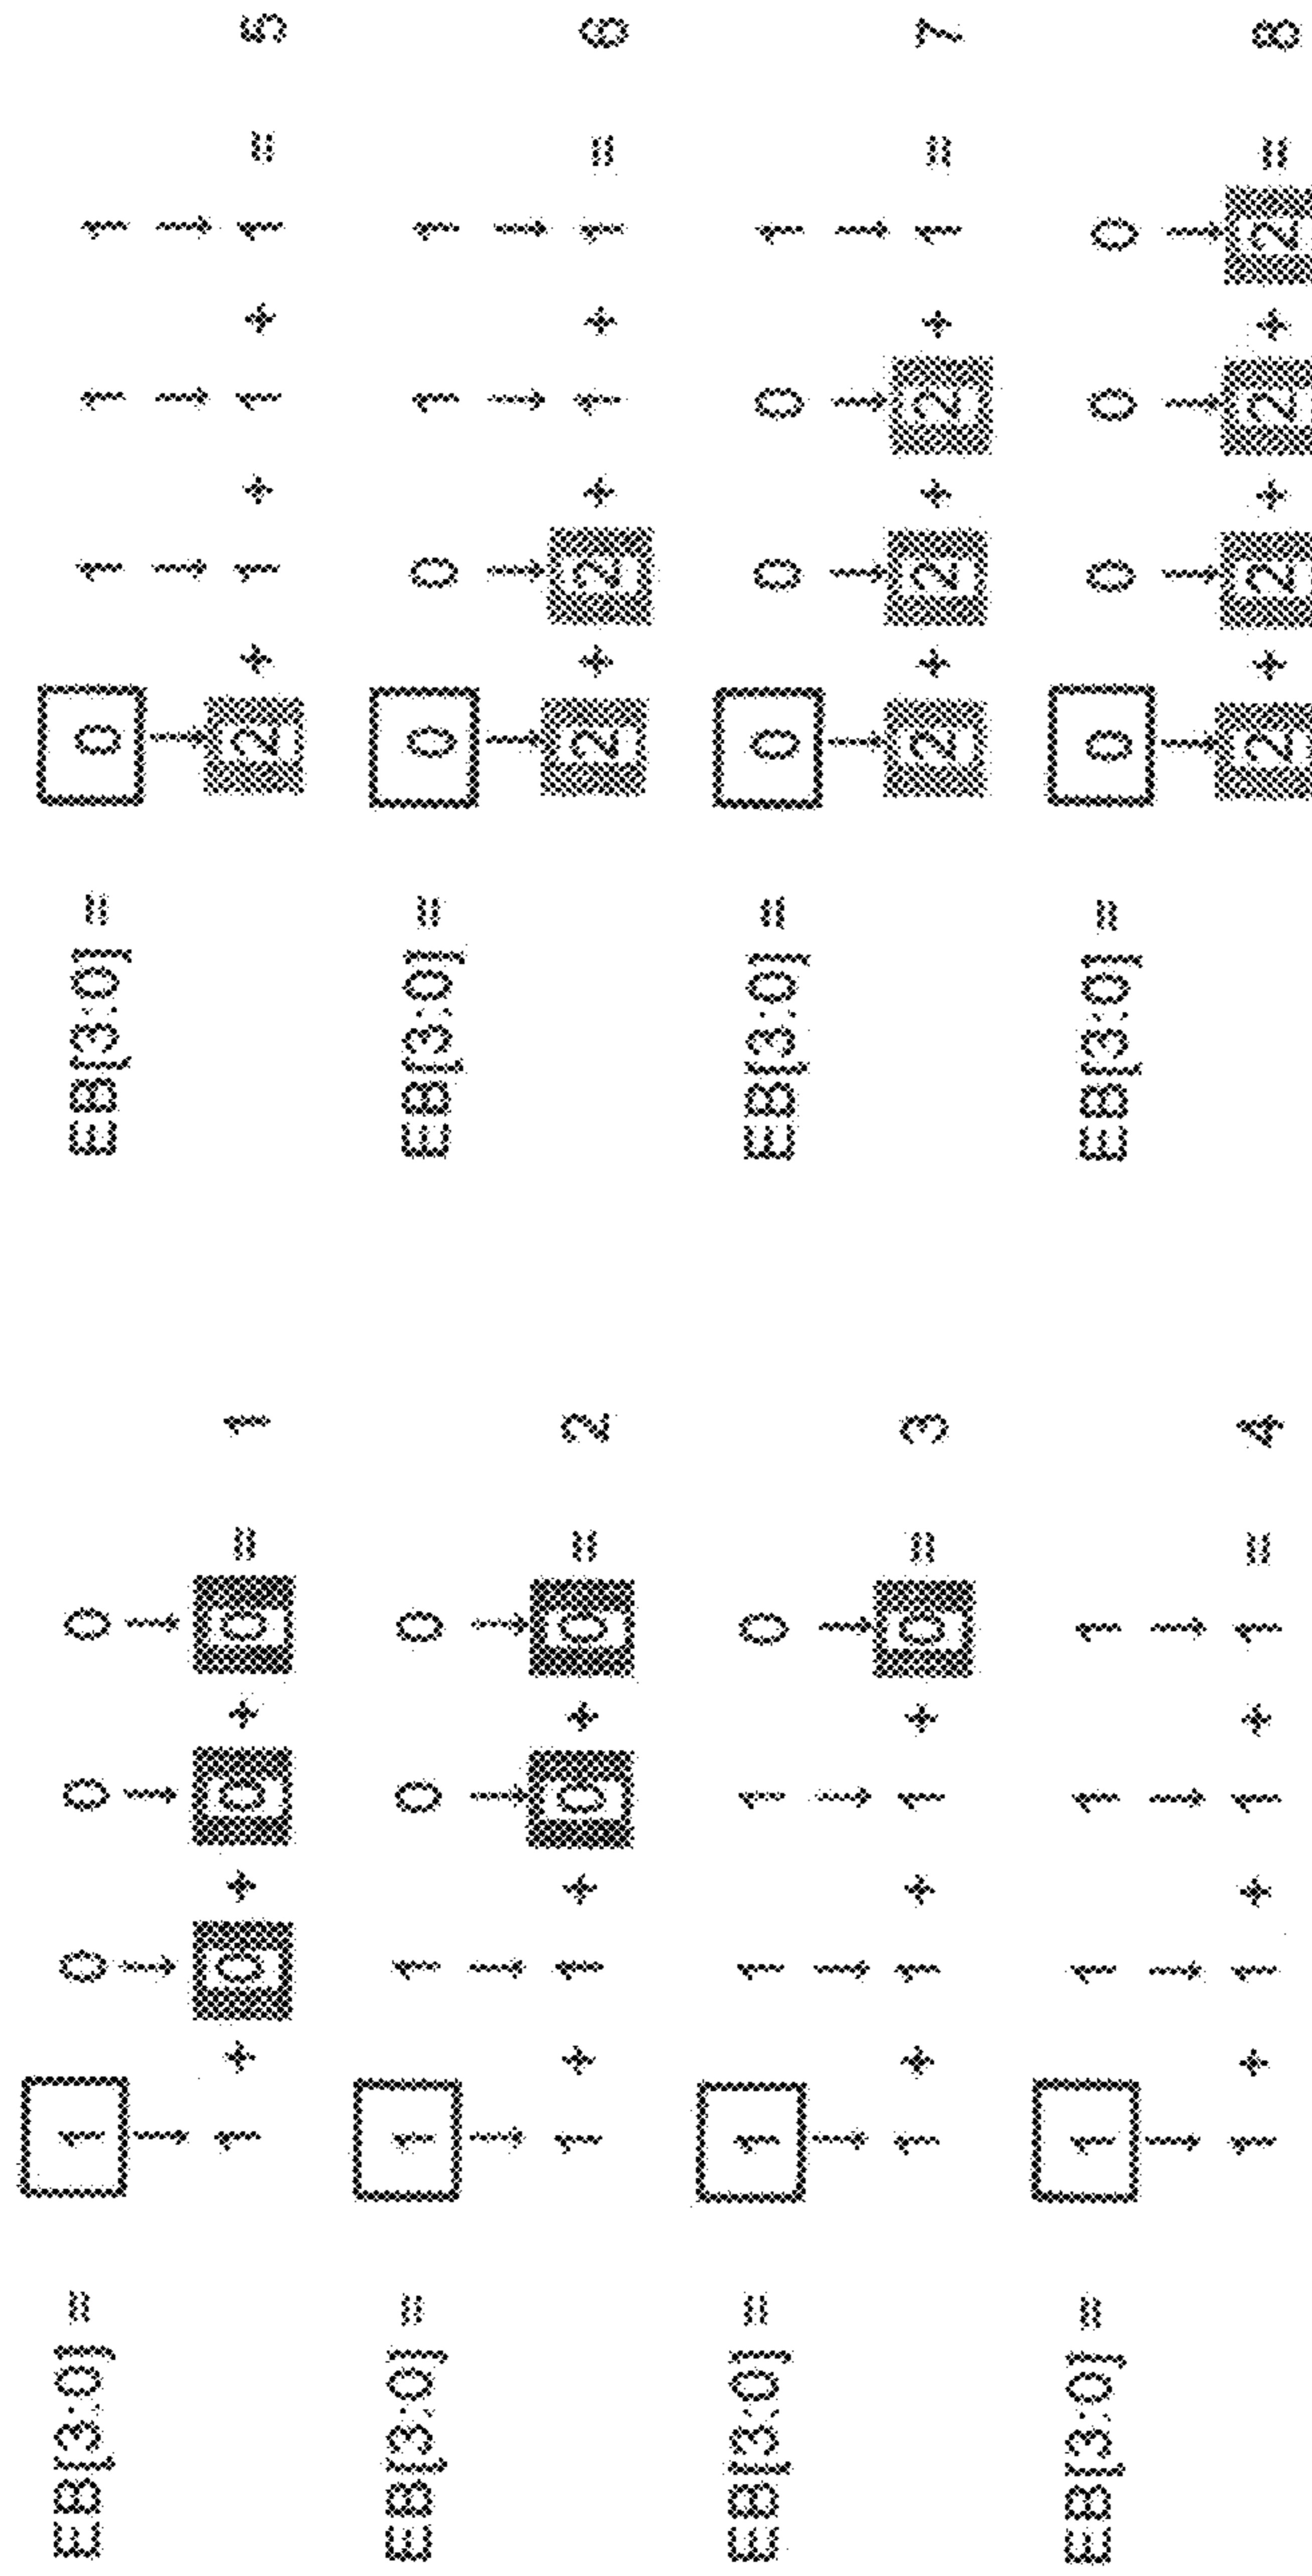 EB[3:0] = 1 0 0 0
1 + 0 + 0 + 0 = 1
EB[3:0] = 1 1 0 0
1 + 1 + 0 + 0 = 2
EB[3:0] = 1 1 1 0
1 + 1 + 1 + 0 = 3
EB[3:0] = 1 1 1 1
1 + 1 + 1 + 1 = 4
EB[3:0] = 0 1 1 1
2 + 1 + 1 + 1 = 5
EB[3:0] = 0 0 1 1
2 + 2 + 1 + 1 = 6
EB[3:0] = 0 0 0 1
2 + 2 + 2 + 1 = 7
EB[3:0] = 0 0 0 0
2 + 2 + 2 + 2 = 8